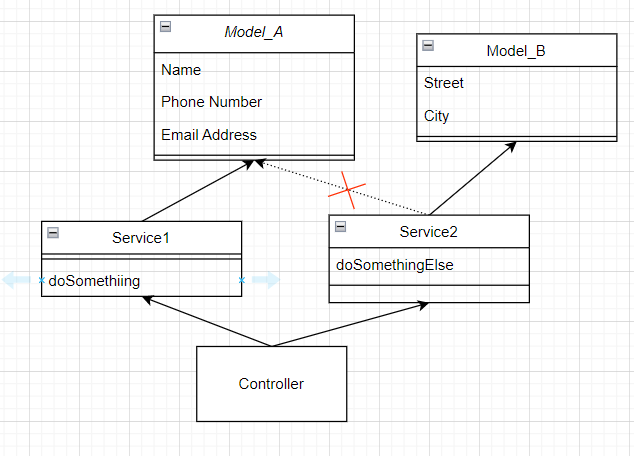 Model_A
Name
Phone Number
Email Address
Model_B
Street
City
Service1
doSomethiing
Service2
doSomethingElse
Controller